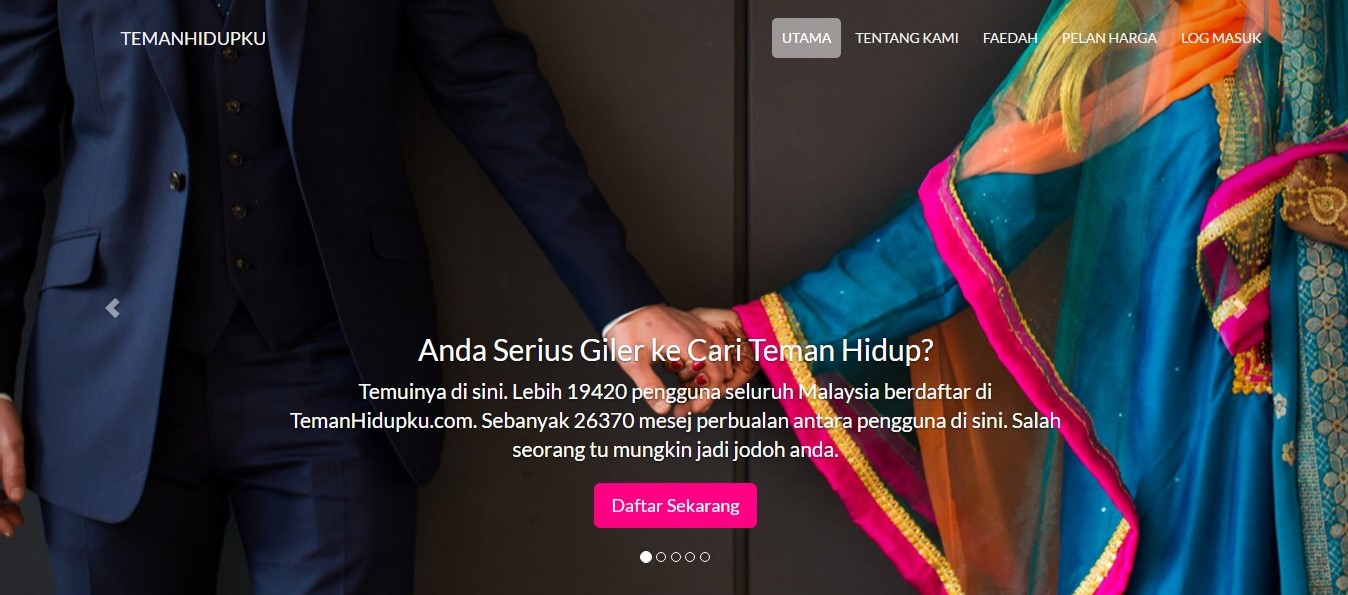 TEMANHIDUPKU
UTAMA TENTANG KAMI FAEDAH PELAN HARGA LOG MASUK
Anda Serius Giler ke Cari Teman Hidup?
Temuinya di sini. Lebih 19420 pengguna seluruh Malaysia berdaftar di
TemanHidupku.com. Sebanyak 26370 mesej perbualan antara pengguna di sini. Salah
seorang tu mungkin jadi jodoh anda.
Daftar Sekarang